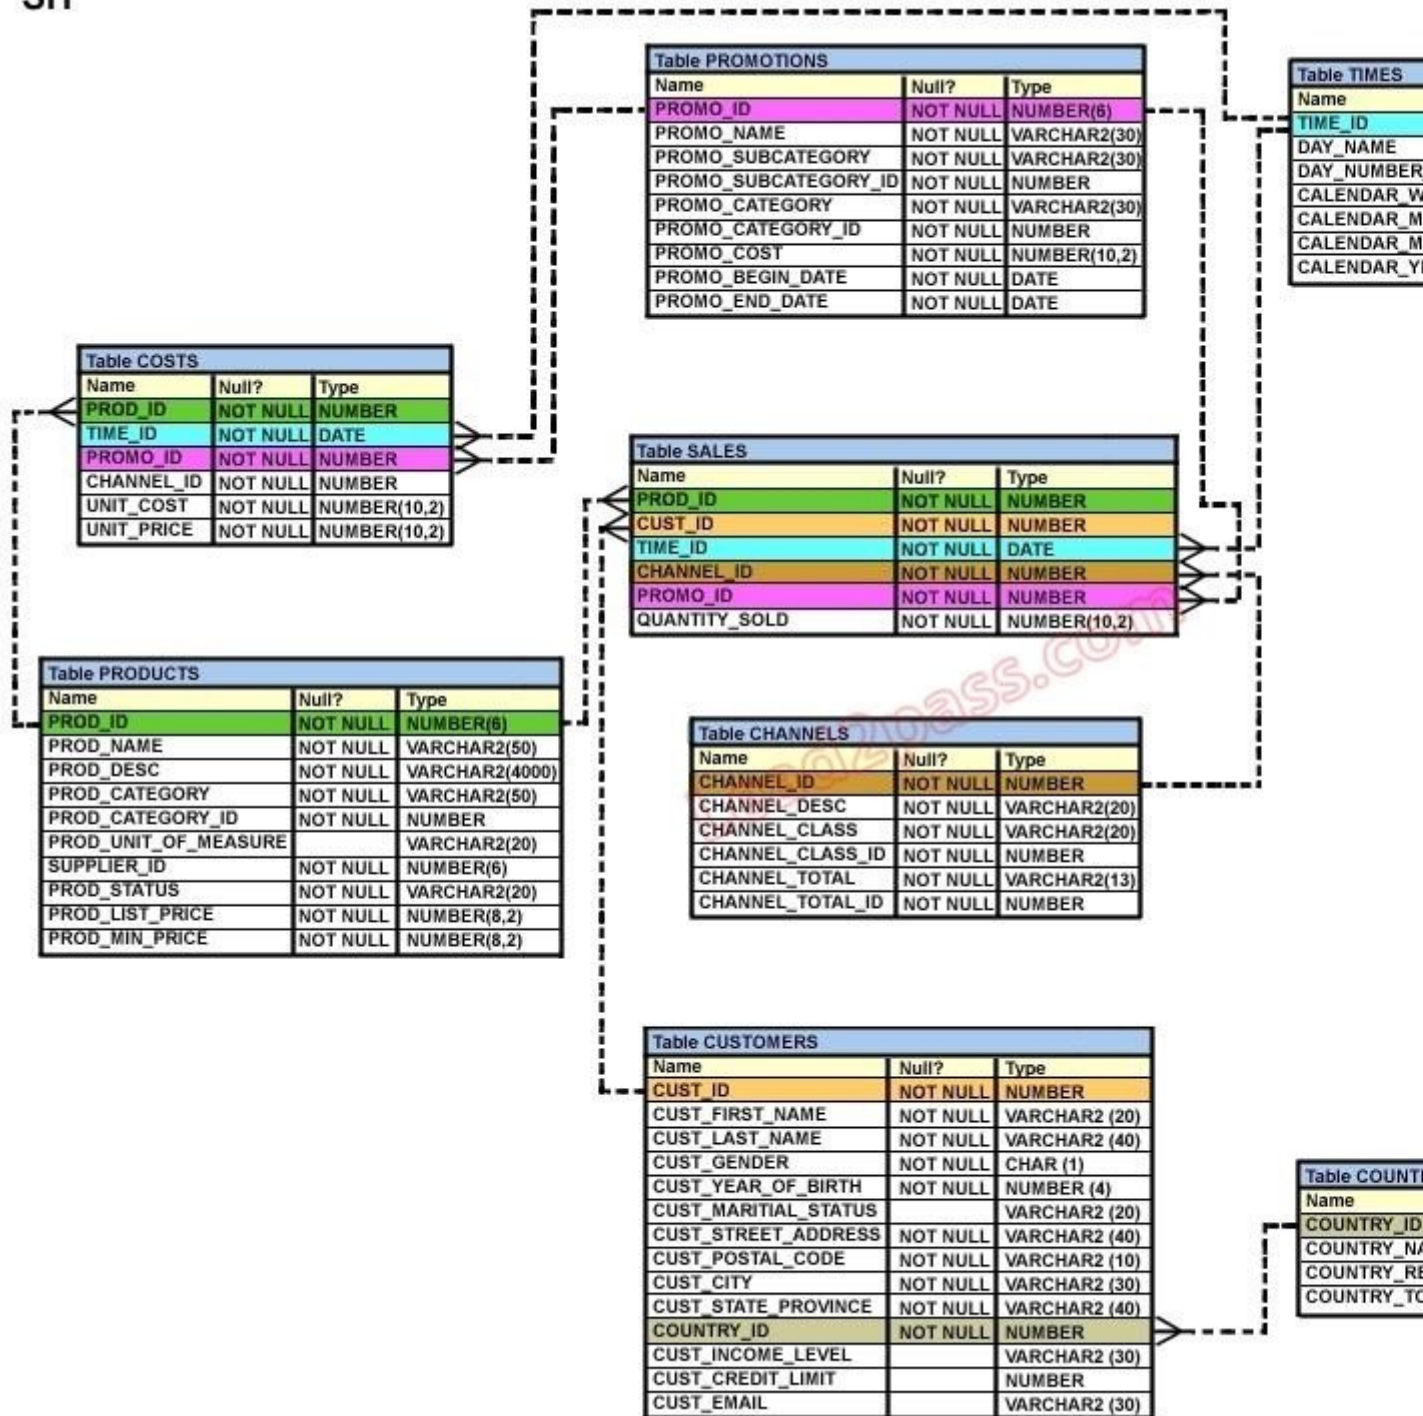 SH
Table PROMOTIONS
Name Null? Type
PROMO_ID NOT NULL NUMBER(6)
PROMO_NAME NOT NULL VARCHAR2(30)
PROMO_SUBCATEGORY NOT NULL VARCHAR2(30)
PROMO_SUBCATEGORY_ID NOT NULL NUMBER
PROMO_CATEGORY NOT NULL VARCHAR2(30)
PROMO_CATEGORY_ID NOT NULL NUMBER
PROMO_COST NOT NULL NUMBER(10,2)
PROMO_BEGIN_DATE NOT NULL DATE
PROMO_END_DATE NOT NULL DATE
Table TIMES
Name
TIME_ID
DAY_NAME
DAY_NUMBER
CALENDAR_W
CALENDAR_M
CALENDAR_M
CALENDAR_Y
Table COSTS
Name Null? Type
PROD_ID NOT NULL NUMBER
TIME_ID NOT NULL DATE
PROMO_ID NOT NULL NUMBER
CHANNEL_ID NOT NULL NUMBER
UNIT_COST NOT NULL NUMBER(10,2)
UNIT_PRICE NOT NULL NUMBER(10,2)
Table SALES
Name Null? Type
PROD_ID NOT NULL NUMBER
CUST_ID NOT NULL NUMBER
TIME_ID NOT NULL DATE
CHANNEL_ID NOT NULL NUMBER
PROMO_ID NOT NULL NUMBER
QUANTITY_SOLD NOT NULL NUMBER(10,2)
Table PRODUCTS
Name Null? Type
PROD_ID NOT NULL NUMBER(6)
PROD_NAME NOT NULL VARCHAR2(50)
PROD_DESC NOT NULL VARCHAR2(4000)
PROD_CATEGORY NOT NULL VARCHAR2(50)
PROD_CATEGORY_ID NOT NULL NUMBER
PROD_UNIT_OF_MEASURE VARCHAR2(20)
SUPPLIER_ID NOT NULL NUMBER(6)
PROD_STATUS NOT NULL VARCHAR2(20)
PROD_LIST_PRICE NOT NULL NUMBER(8,2)
PROD_MIN_PRICE NOT NULL NUMBER(8,2)
Table CHANNELS
Name Null? Type
CHANNEL_ID NOT NULL NUMBER
CHANNEL_DESC NOT NULL VARCHAR2(20)
CHANNEL_CLASS NOT NULL VARCHAR2(20)
CHANNEL_CLASS_ID NOT NULL NUMBER
CHANNEL_TOTAL NOT NULL VARCHAR2(13)
CHANNEL_TOTAL_ID NOT NULL NUMBER
Table CUSTOMERS
Name Null? Type
CUST_ID NOT NULL NUMBER
CUST_FIRST_NAME NOT NULL VARCHAR2 (20)
CUST_LAST_NAME NOT NULL VARCHAR2 (40)
CUST_GENDER NOT NULL CHAR (1)
CUST_YEAR_OF_BIRTH NOT NULL NUMBER (4)
CUST_MARITIAL_STATUS VARCHAR2 (20)
CUST_STREET_ADDRESS NOT NULL VARCHAR2 (40)
CUST_POSTAL_CODE NOT NULL VARCHAR2 (10)
CUST_CITY NOT NULL VARCHAR2 (30)
CUST_STATE_PROVINCE NOT NULL VARCHAR2 (40)
COUNTRY_ID NOT NULL NUMBER
CUST_INCOME_LEVEL VARCHAR2 (30)
CUST_CREDIT_LIMIT NUMBER
CUST_EMAIL VARCHAR2 (30)
Table COUNT
Name
COUNTRY_ID
COUNTRY_NA
COUNTRY_RE
COUNTRY_TO